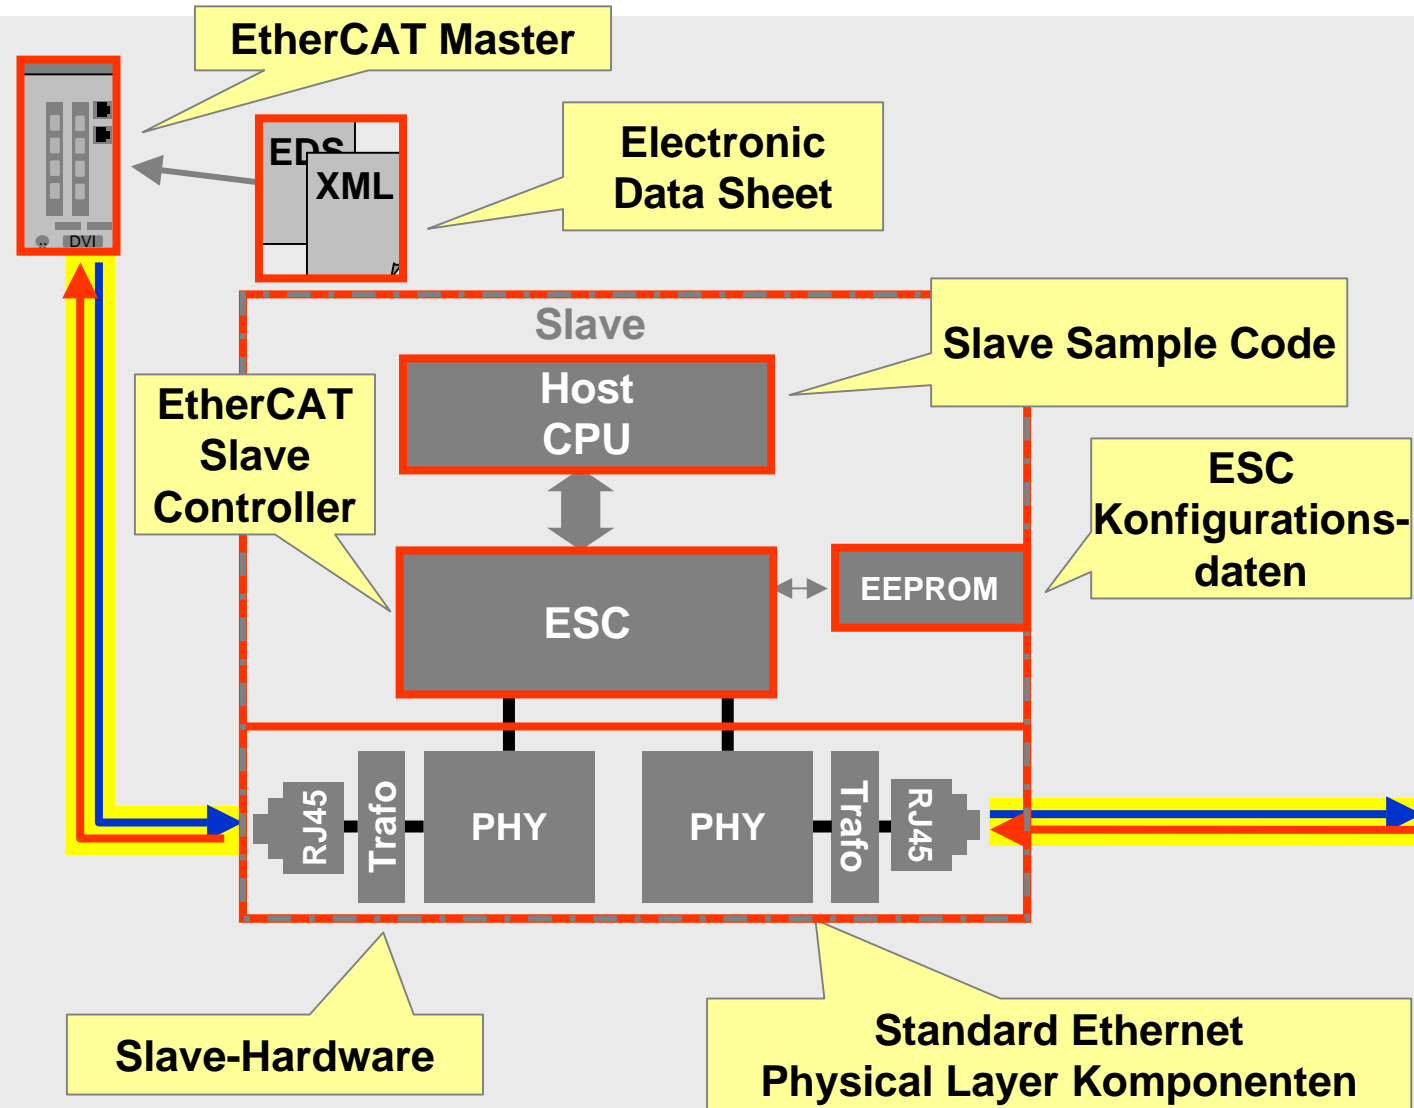 EtherCAT Master
EDS
XML
Electronic
Data Sheet
DVI
Slave
Slave Sample Code
Host
CPU
EtherCAT
Slave
Controller
ESC
Konfigurations-
daten
EEPROM
ESC
RJ45
Trafo
PHY
PHY
Trafo
RJ45
Slave-Hardware
Standard Ethernet
Physical Layer Komponenten